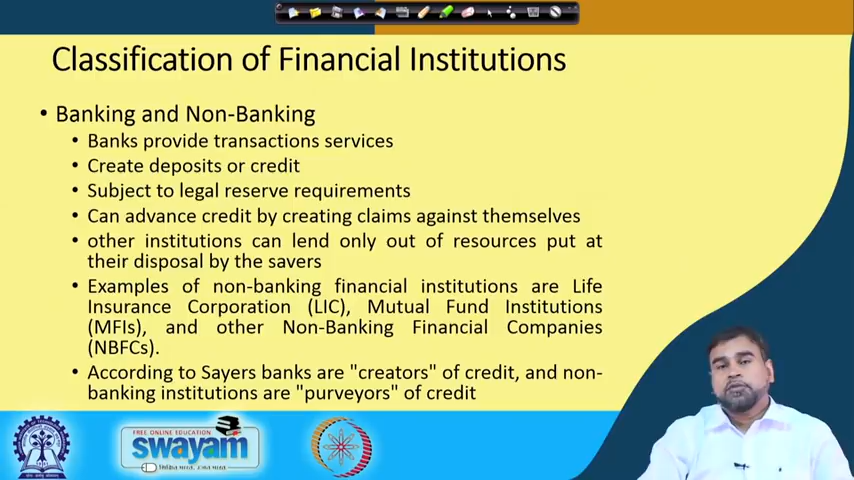 Classification of Financial Institutions
• Banking and Non-Banking
• Banks provide transactions services
• Create deposits or credit
• Subject to legal reserve requirements
• Can advance credit by creating claims against themselves
• other institutions can lend only out of resources put at
their disposal by the savers
• Examples of non-banking financial institutions are Life
Insurance Corporation (LIC), Mutual Fund Institutions
(MFIs), and other Non-Banking Financial Companies
(NBFCs).
• According to Sayers banks are "creators" of credit, and non-
banking institutions are "purveyors" of credit
FREE ONLINE EDUCATION
swayam